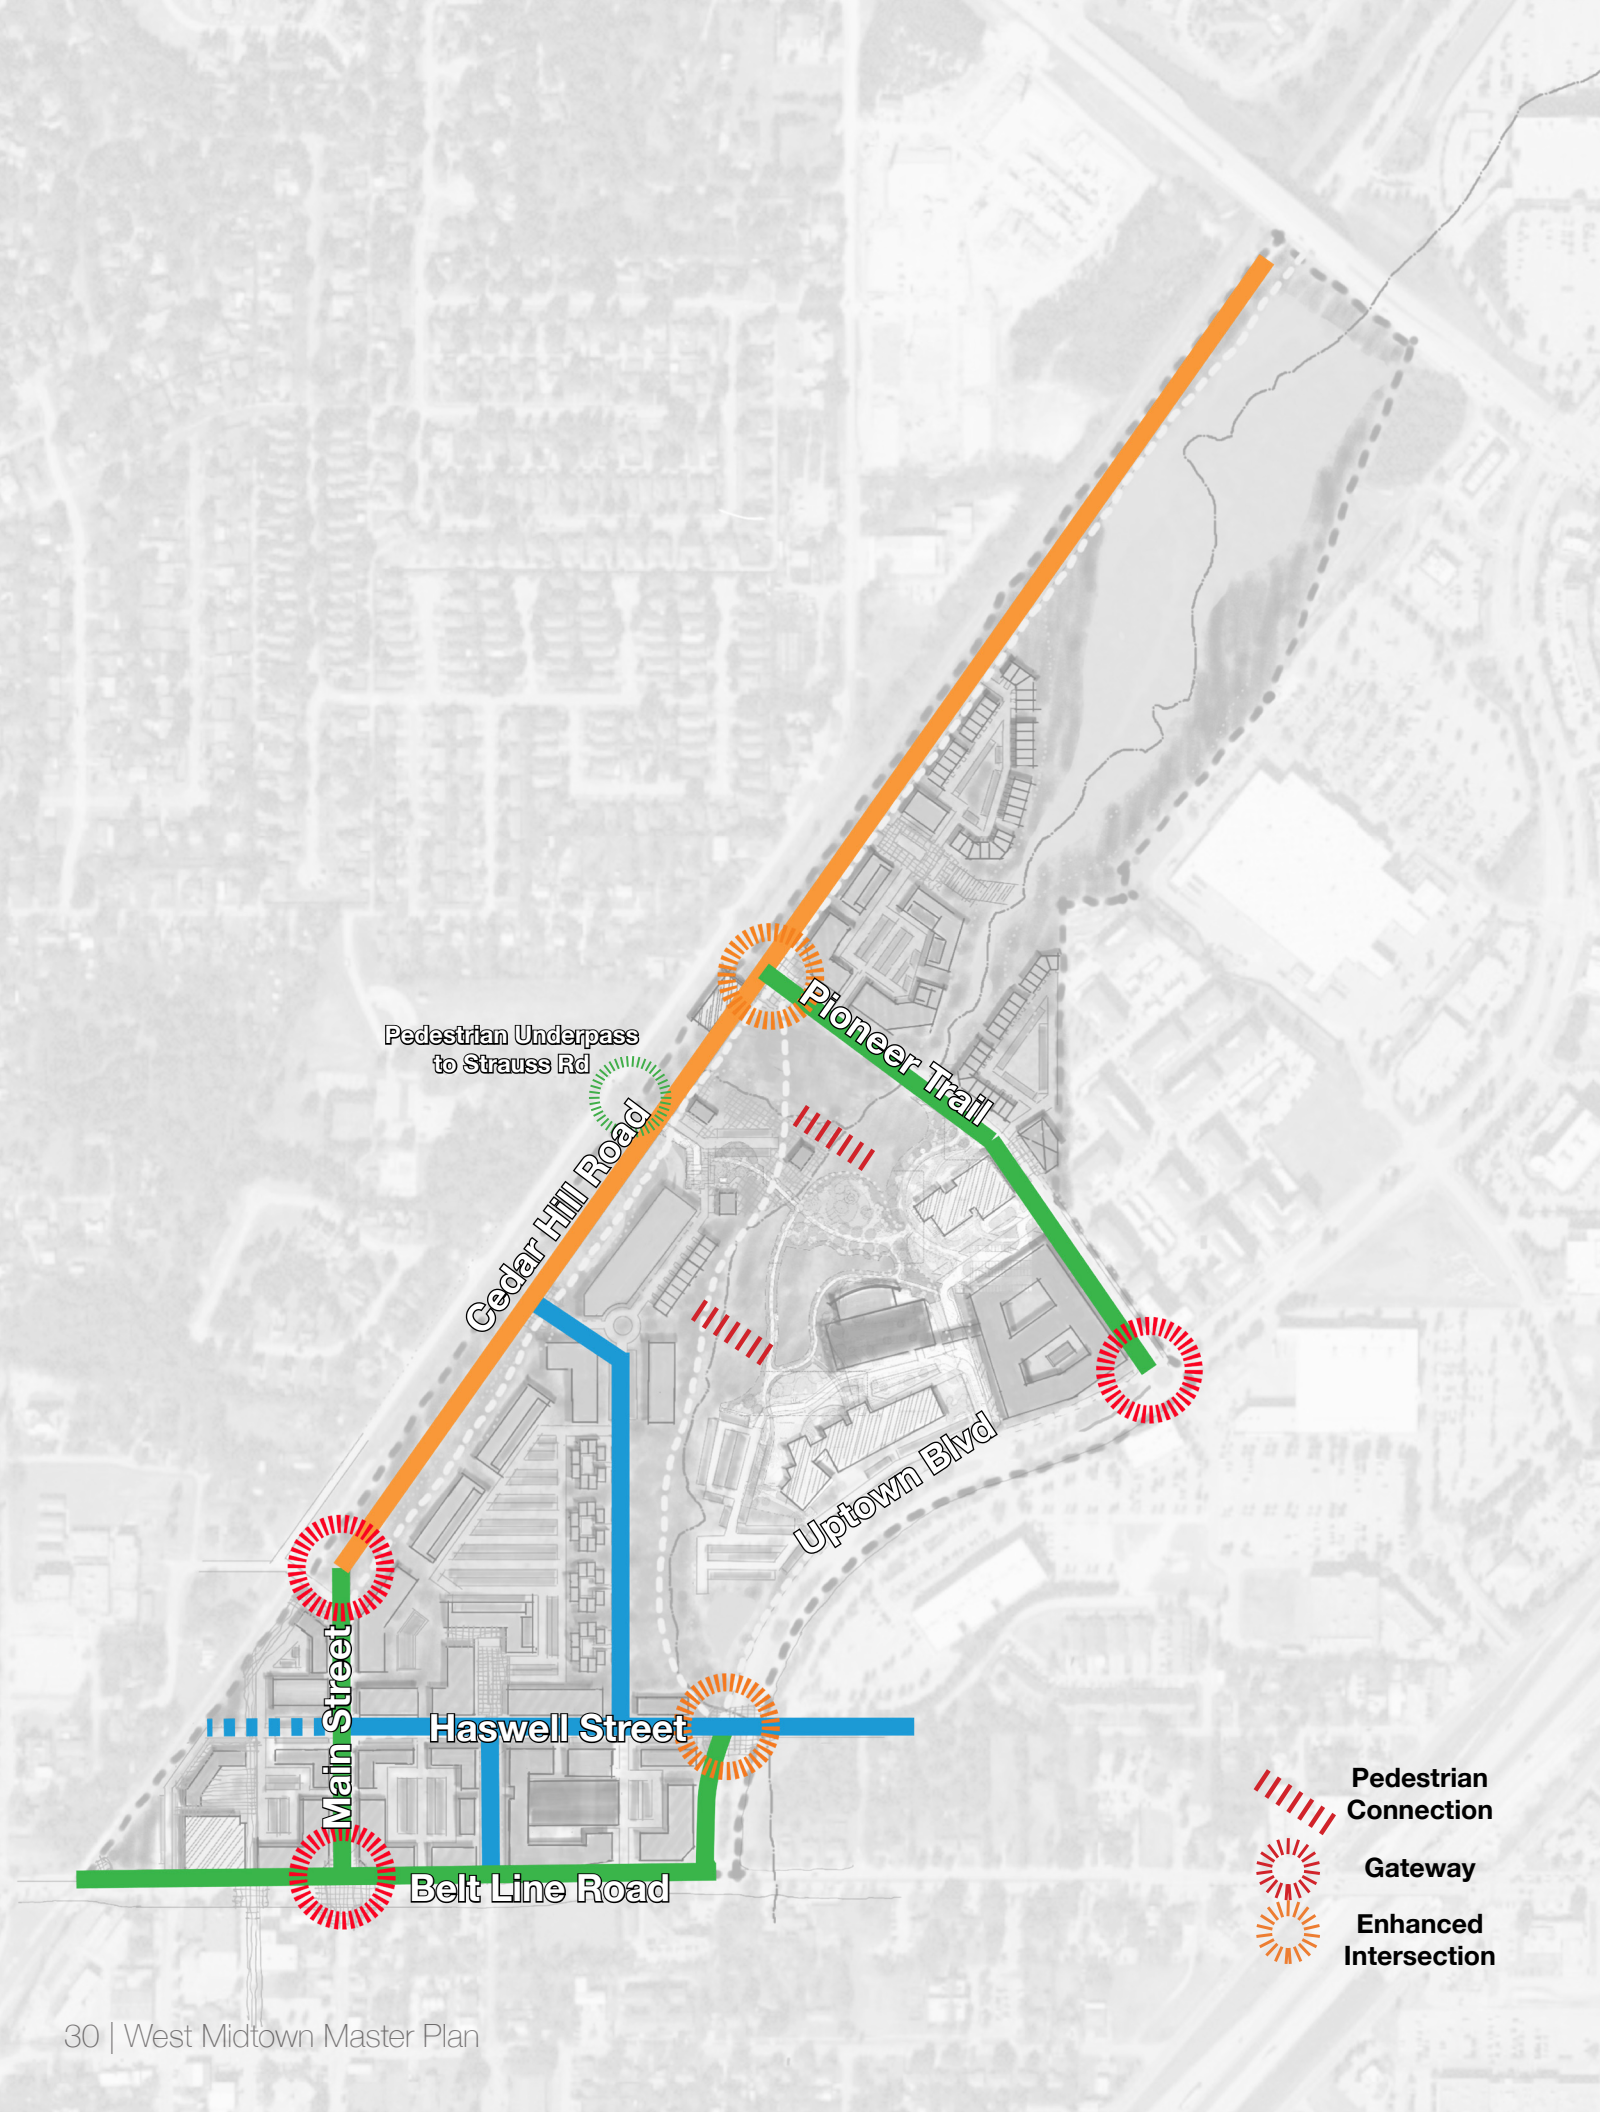 Pioneer Trail
Pedestrian Underpass
to Strauss Rd
Cedar Hill Road
Uptown Blvd
Main Street
Haswell Street
Belt Line Road
Pedestrian
Connection
Gateway
Enhanced
Intersection
30 | West Midtown Master Plan